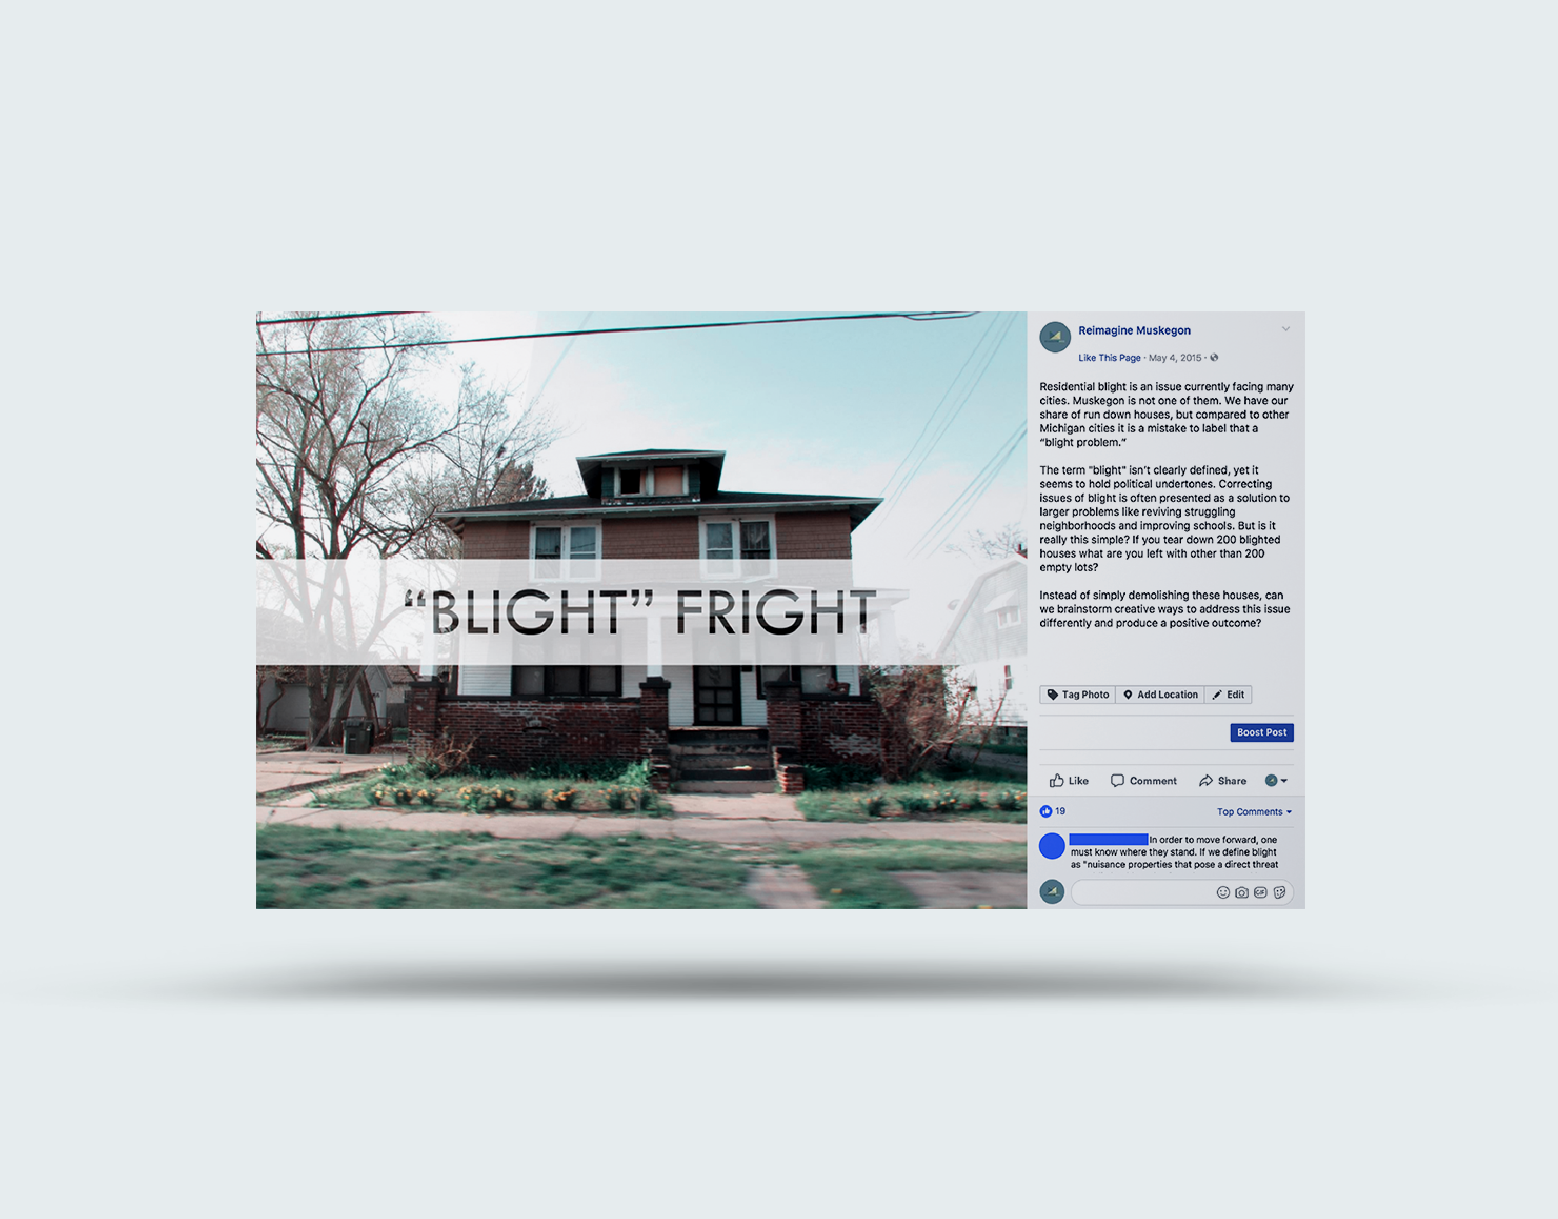 “BLIGHT” FRIGHT
Reimagine Muskegon
Like This Page · May 4, 2015 ·
Residential blight is an issue currently facing many
cities. Muskegon is not one of them. We have our
share of run down houses, but compared to other
Michigan cities it is a mistake to label that a
“blight problem.”
The term "blight" isn't clearly defined, yet it
seems to hold political undertones. Correcting
issues of blight is often presented as a solution to
larger problems like reviving struggling
neighborhoods and improving schools. But is it
really this simple? If you tear down 200 blighted
houses what are you left with other than 200
empty lots?
Instead of simply demolishing these houses, can
we brainstorm creative ways to address this issue
differently and produce a positive outcome?
Tag Photo Add Location Edit
Boost Post
Like Comment Share
19 Top Comments
In order to move forward, one
must know where they stand. If we define blight
as "nuisance properties that pose a direct threat
GIF